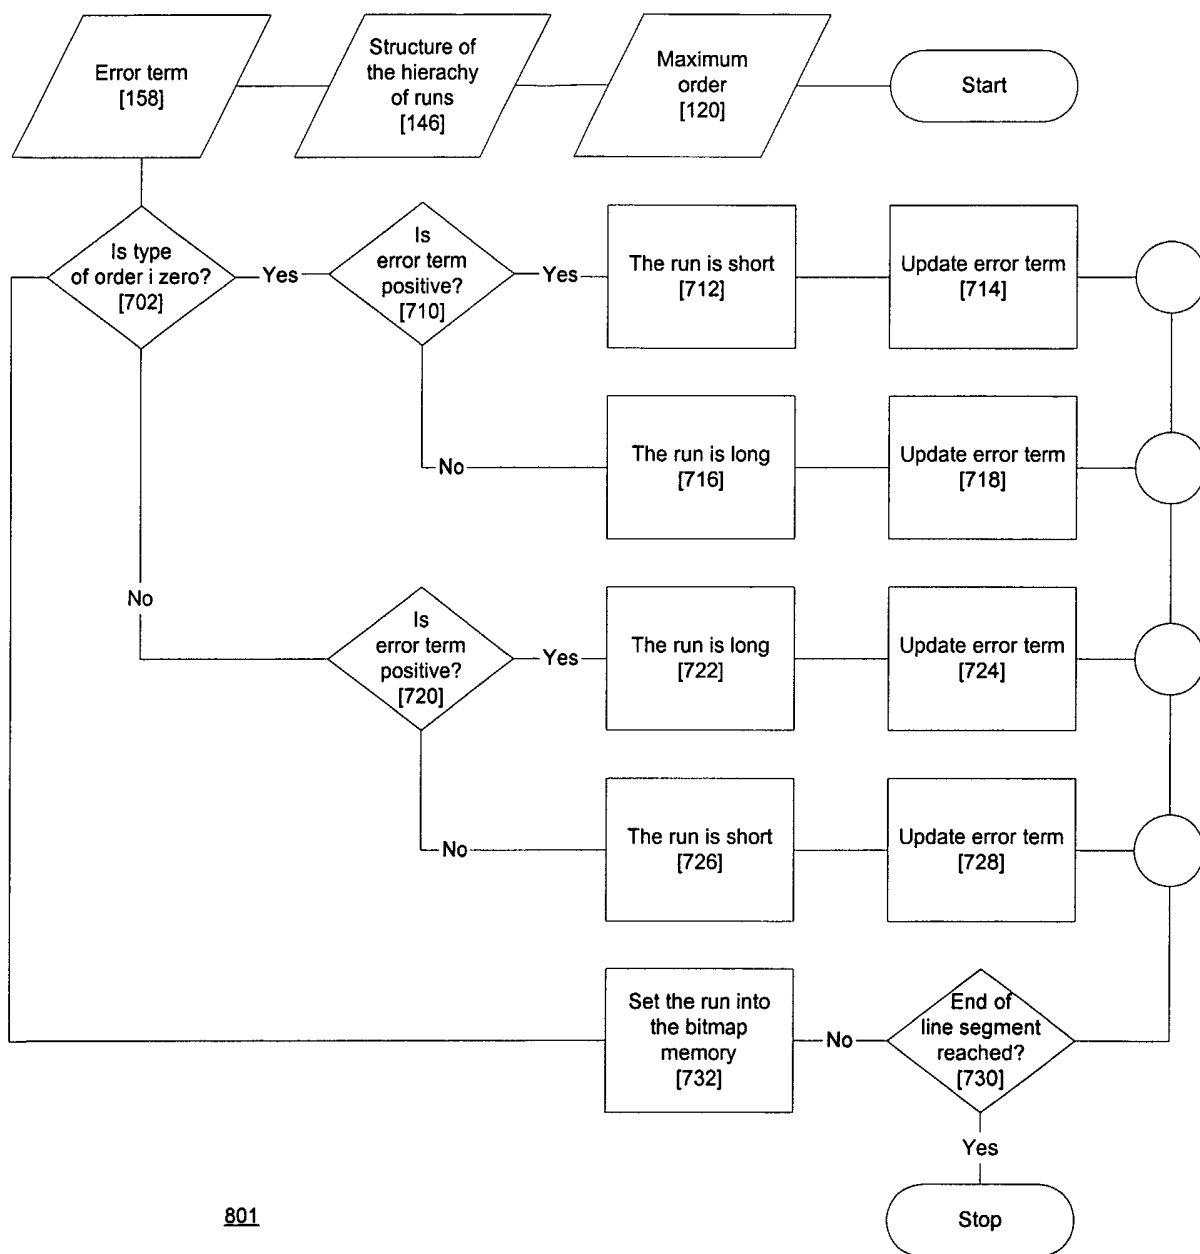 Error term
[158]
Structure of
the hierachy
of runs
[146]
Maximum
order
[120]
Start
Is type
of order i zero?
[702]
Yes
Is
error term
positive?
[710]
Yes
The run is short
[712]
Update error term
[714]
No
The run is long
[716]
Update error term
[718]
No
Is
error term
positive?
[720]
Yes
The run is long
[722]
Update error term
[724]
No
The run is short
[726]
Update error term
[728]
Set the run into
the bitmap
memory
[732]
No
End of
line segment
reached?
[730]
Yes
Stop
801